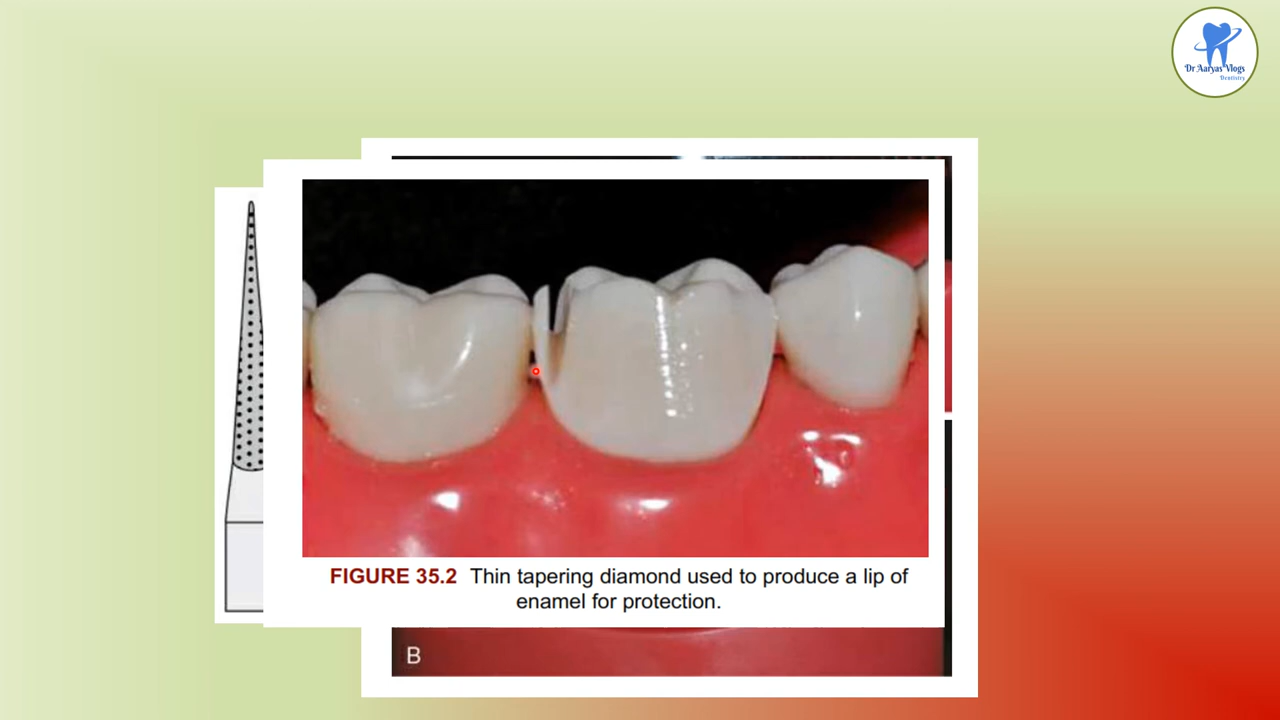 Dr Aaryas Vlogs
Dentistry
FIGURE 35.2 Thin tapering diamond used to produce a lip of
enamel for protection.
B